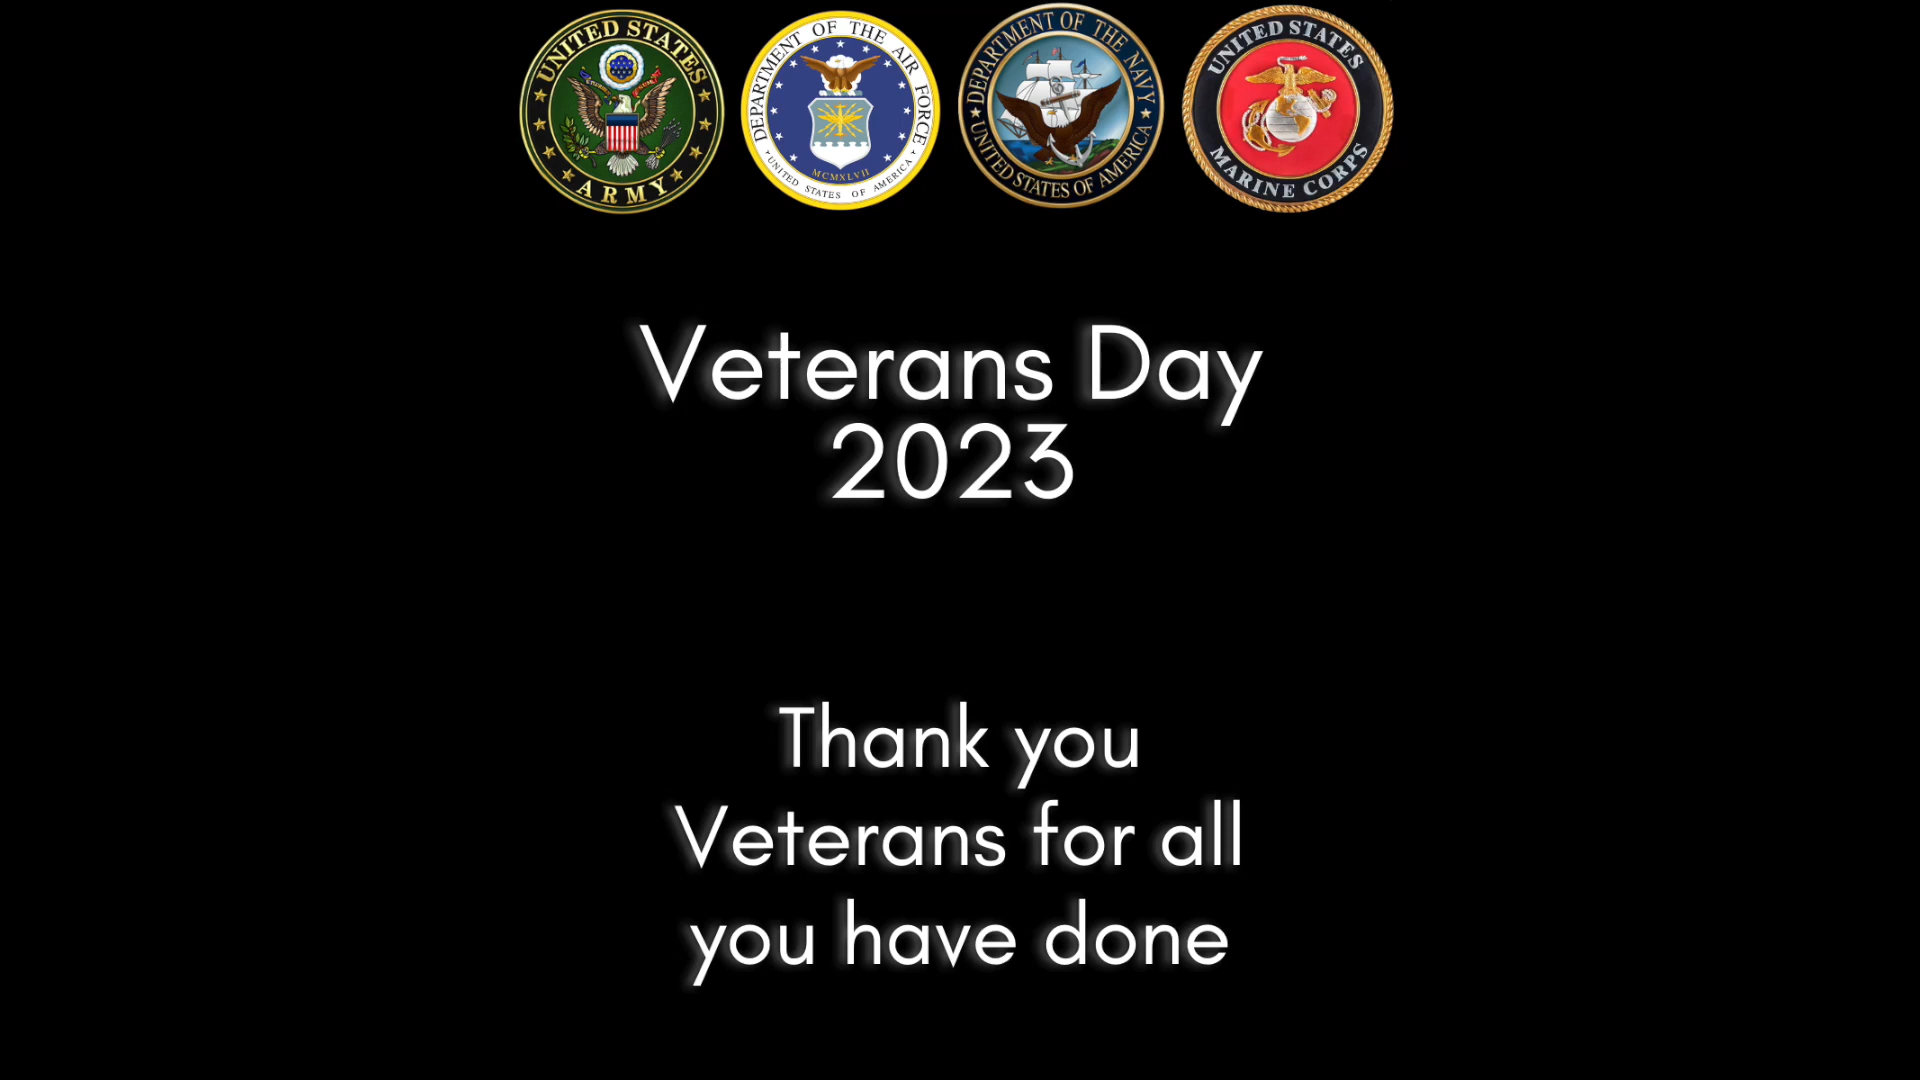 UNITED STATES
ARMY
DEPARTMENT OF THE AIR FORCE
MCMXLVII
UNITED STATES OF AMERICA
DEPARTMENT OF THE NAVY
UNITED STATES OF AMERICA
UNITED STATES
MARINE CORPS
Veterans Day
2023
Thank you
Veterans for all
you have done